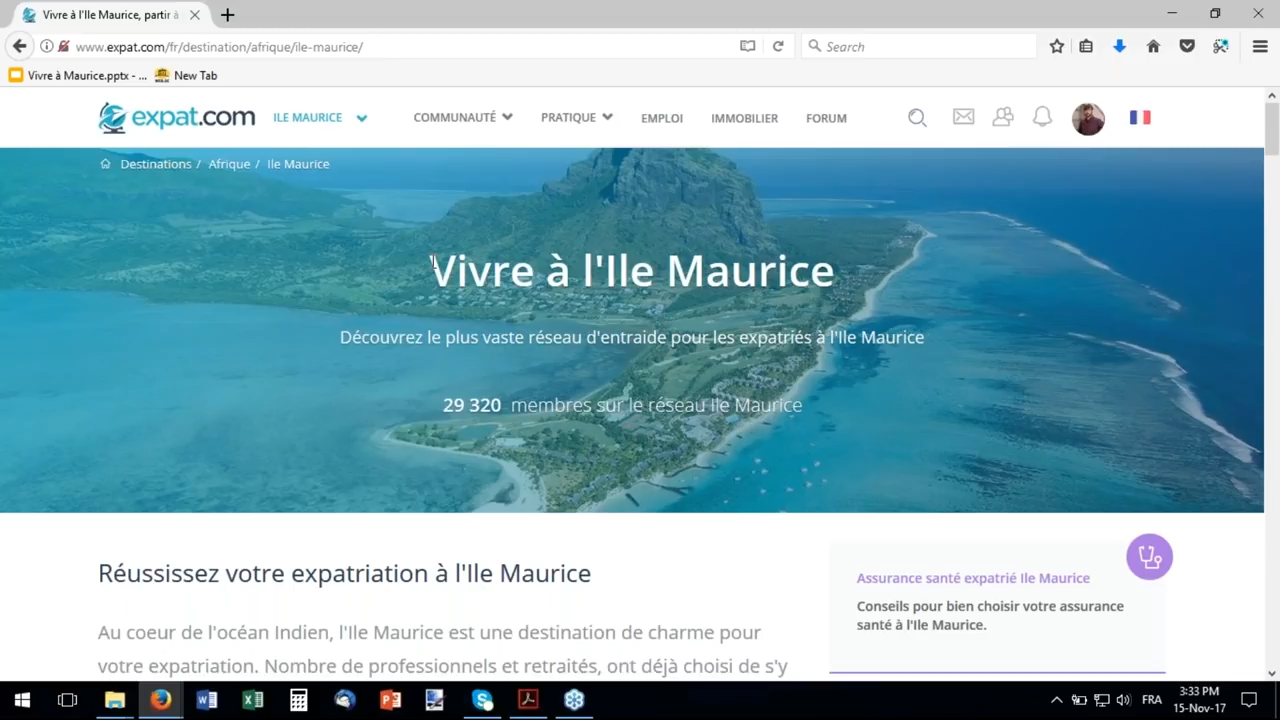 Vivre à l'Ile Maurice, partir à
www.expat.com/fr/destination/afrique/ile-maurice/
Search
Vivre à Maurice.pptx - ...
New Tab
expat.com
ILE MAURICE
COMMUNAUTÉ
PRATIQUE
EMPLOI
IMMOBILIER
FORUM
Destinations / Afrique / Ile Maurice
Vivre à l'Ile Maurice
Découvrez le plus vaste réseau d'entraide pour les expatriés à l'Ile Maurice
29 320 membres sur le réseau Ile Maurice
Réussissez votre expatriation à l'Ile Maurice
Au coeur de l'océan Indien, l'Ile Maurice est une destination de charme pour
votre expatriation. Nombre de professionnels et retraités, ont déjà choisi de s'y
Assurance santé expatrié Ile Maurice
Conseils pour bien choisir votre assurance
santé à l'Ile Maurice.
FRA
3:33 PM
15-Nov-17